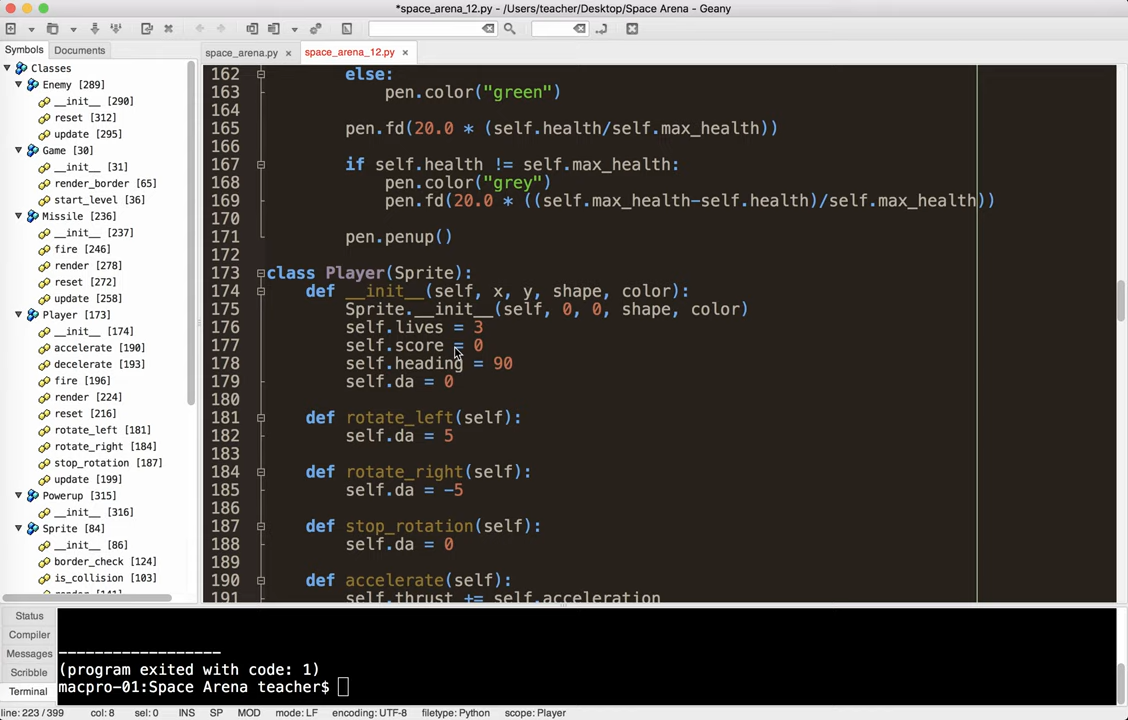 *space_arena_12.py - /Users/teacher/Desktop/Space Arena - Geany
Symbols Documents
space_arena.py × space_arena_12.py ×
Classes
Enemy [289]
__init__ [290]
reset [312]
update [295]
Game [30]
__init__ [31]
render_border [65]
start_level [36]
Missile [236]
__init__ [237]
fire [246]
render [278]
reset [272]
update [258]
Player [173]
__init__ [174]
accelerate [190]
decelerate [193]
fire [196]
render [224]
reset [216]
rotate_left [181]
rotate_right [184]
stop_rotation [187]
update [199]
Powerup [315]
__init__ [316]
Sprite [84]
__init__ [86]
border_check [124]
is_collision [103]
162 else:
163 pen.color("green")
164
165 pen.fd(20.0 * (self.health/self.max_health))
166
167 if self.health != self.max_health:
168 pen.color("grey")
169 pen.fd(20.0 * ((self.max_health-self.health)/self.max_health))
170
171 pen.penup()
172
173 class Player(Sprite):
174 def __init__(self, x, y, shape, color):
175 Sprite.__init__(self, 0, 0, shape, color)
176 self.lives = 3
177 self.score = 0
178 self.heading = 90
179 self.da = 0
180
181 def rotate_left(self):
182 self.da = 5
183
184 def rotate_right(self):
185 self.da = -5
186
187 def stop_rotation(self):
188 self.da = 0
189
190 def accelerate(self):
191 self.thrust += self.acceleration
Status
Compiler
Messages
Scribble
Terminal
------------------
(program exited with code: 1)
macpro-01:Space Arena teacher$
line: 223 / 399 col: 8 sel: 0 INS SP MOD mode: LF encoding: UTF-8 filetype: Python scope: Player